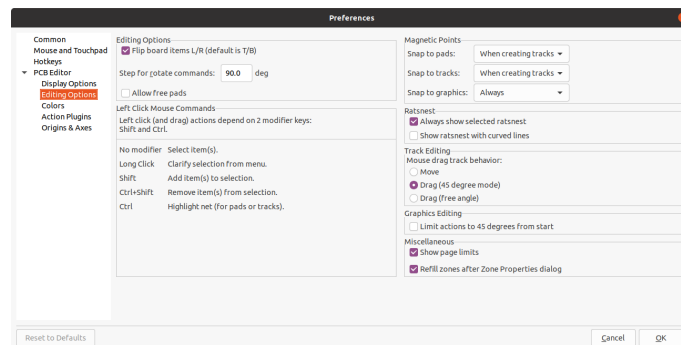 Preferences
Common
Mouse and Touchpad
Hotkeys
PCB Editor
Display Options
Editing Options
Colors
Action Plugins
Origins & Axes
Editing Options
Flip board items L/R (default is T/B)
Step for rotate commands: 90.0 deg
Allow free pads
Left Click Mouse Commands
Left click (and drag) actions depend on 2 modifier keys:
Shift and Ctrl.
No modifier Select item(s).
Long Click Clarify selection from menu.
Shift Add item(s) to selection.
Ctrl+Shift Remove item(s) from selection.
Ctrl Highlight net (for pads or tracks).
Magnetic Points
Snap to pads: When creating tracks
Snap to tracks: When creating tracks
Snap to graphics: Always
Ratsnest
Always show selected ratsnest
Show ratsnest with curved lines
Track Editing
Mouse drag track behavior:
Move
Drag (45 degree mode)
Drag (free angle)
Graphics Editing
Limit actions to 45 degrees from start
Miscellaneous
Show page limits
Refill zones after Zone Properties dialog
Reset to Defaults
Cancel
OK